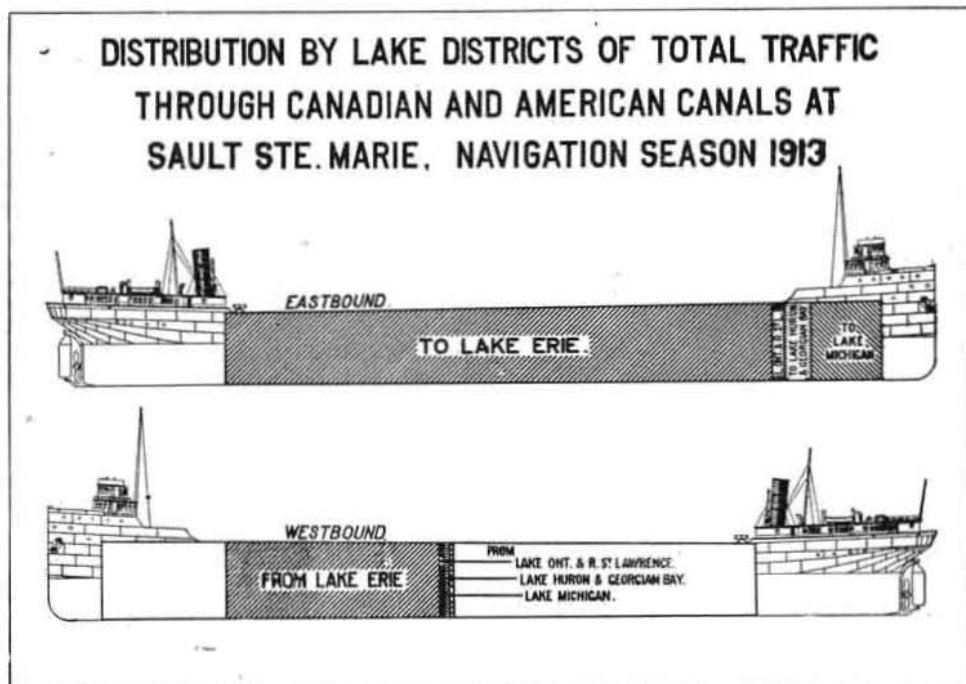 DISTRIBUTION BY LAKE DISTRICTS OF TOTAL TRAFFIC
THROUGH CANADIAN AND AMERICAN CANALS AT
SAULT STE. MARIE, NAVIGATION SEASON 1913
EASTBOUND.
TO LAKE ERIE.
L. ONT. & R. ST. L.
TO LAKE HURON
& GEORGIAN BAY
TO
LAKE
MICHIGAN
WESTBOUND
FROM LAKE ERIE
FROM
LAKE ONT. & R. ST. LAWRENCE.
LAKE HURON & GEORGIAN BAY.
LAKE MICHIGAN.